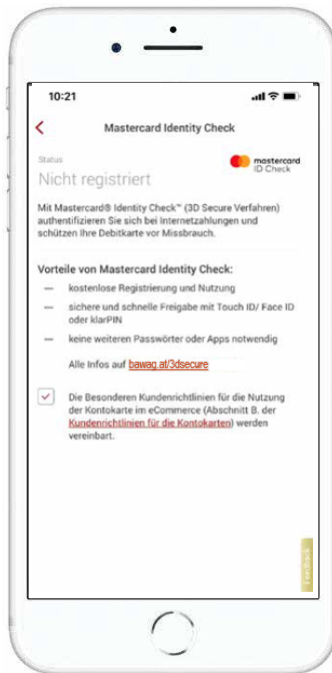 10:21
Mastercard Identity Check
Status
mastercard
ID Check
Nicht registriert
Mit Mastercard® Identity Check™ (3D Secure Verfahren)
authentifizieren Sie sich bei Internetzahlungen und
schützen Ihre Debitkarte vor Missbrauch.
Vorteile von Mastercard Identity Check:
— kostenlose Registrierung und Nutzung
— sichere und schnelle Freigabe mit Touch ID/ Face ID
oder klarPIN
— keine weiteren Passwörter oder Apps notwendig
Alle Infos auf bawag.at/3dsecure
Die Besonderen Kundenrichtlinien für die Nutzung
der Kontokarte im eCommerce (Abschnitt B. der
Kundenrichtlinien für die Kontokarten) werden
vereinbart.
Feedback